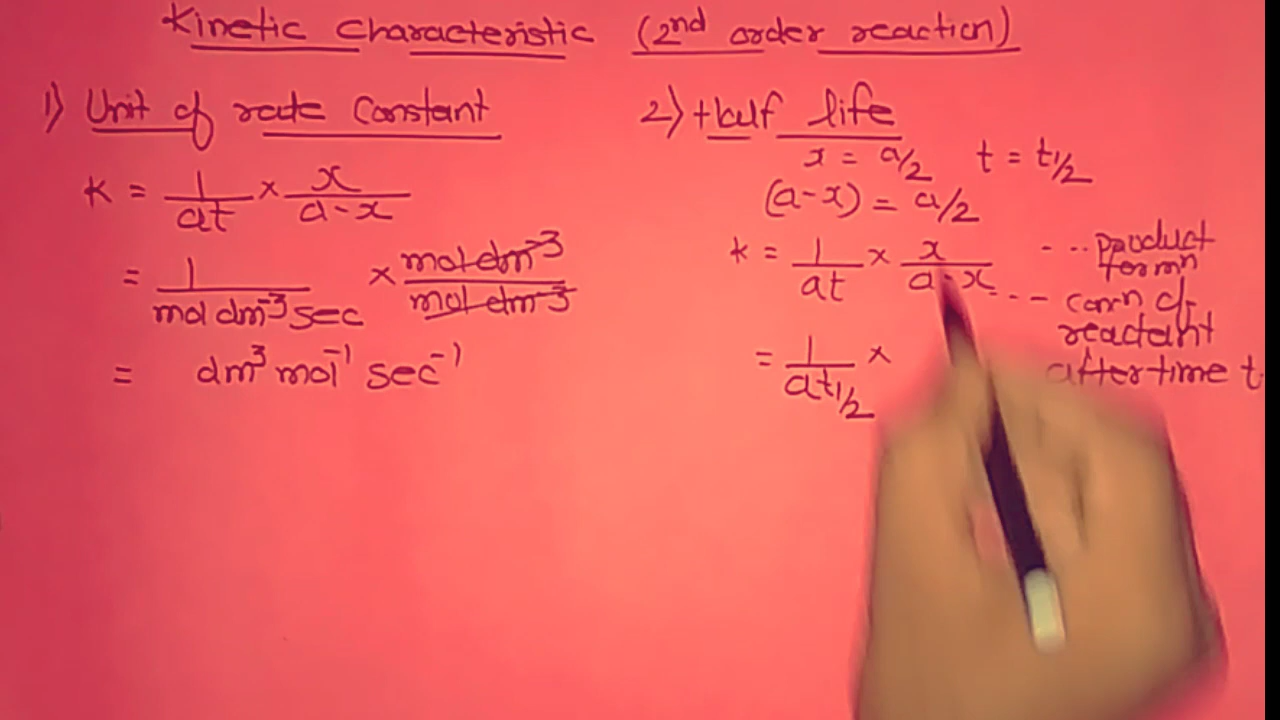 Kinetic Characteristic (2nd order reaction)
1) Unit of rate Constant
K = 1/at × x/a-x
= 1/mol dm⁻³ sec × mol dm⁻³/mol dm⁻³
= dm³ mol⁻¹ sec⁻¹
2) Half life
x = a/2 t = t1/2
(a-x) = a/2
k = 1/at × x/a-x
--- product
formⁿ
--- concn of
reactant
after time t
= 1/at1/2 ×